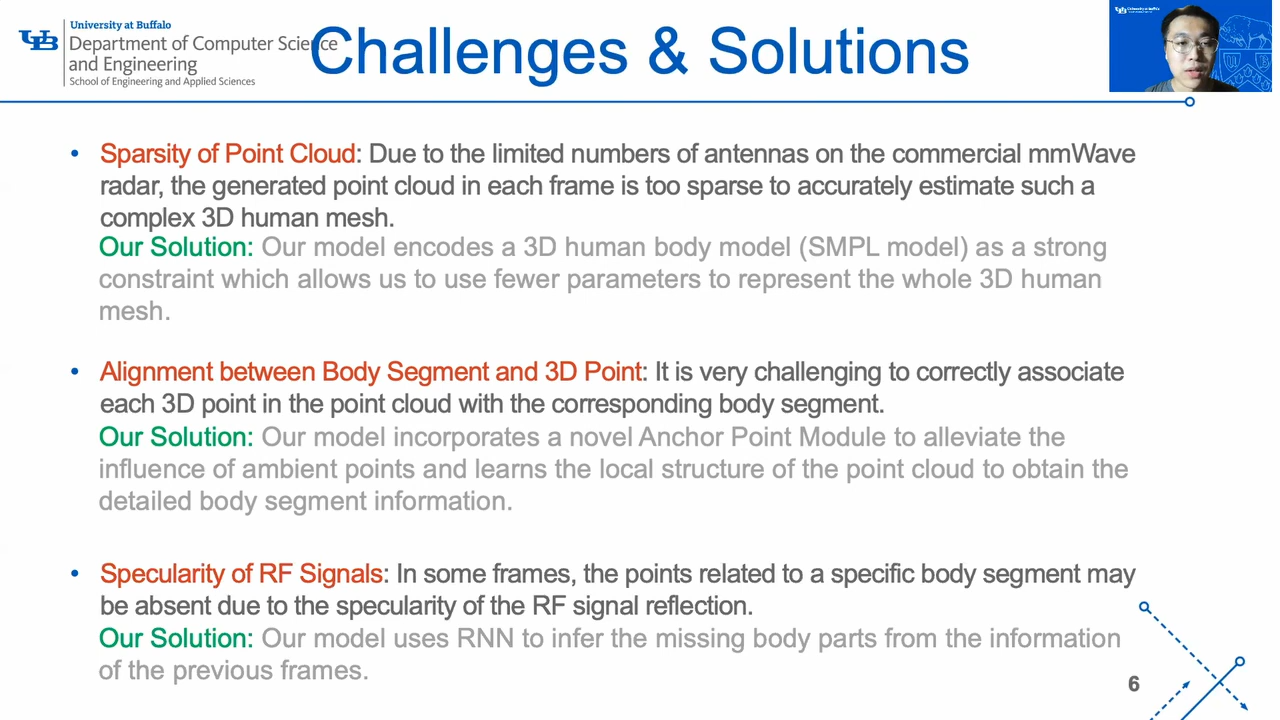 University at Buffalo
Department of Computer Science
and Engineering
School of Engineering and Applied Sciences
Challenges & Solutions
• Sparsity of Point Cloud: Due to the limited numbers of antennas on the commercial mmWave
radar, the generated point cloud in each frame is too sparse to accurately estimate such a
complex 3D human mesh.
Our Solution: Our model encodes a 3D human body model (SMPL model) as a strong
constraint which allows us to use fewer parameters to represent the whole 3D human
mesh.
• Alignment between Body Segment and 3D Point: It is very challenging to correctly associate
each 3D point in the point cloud with the corresponding body segment.
Our Solution: Our model incorporates a novel Anchor Point Module to alleviate the
influence of ambient points and learns the local structure of the point cloud to obtain the
detailed body segment information.
• Specularity of RF Signals: In some frames, the points related to a specific body segment may
be absent due to the specularity of the RF signal reflection.
Our Solution: Our model uses RNN to infer the missing body parts from the information
of the previous frames.
6